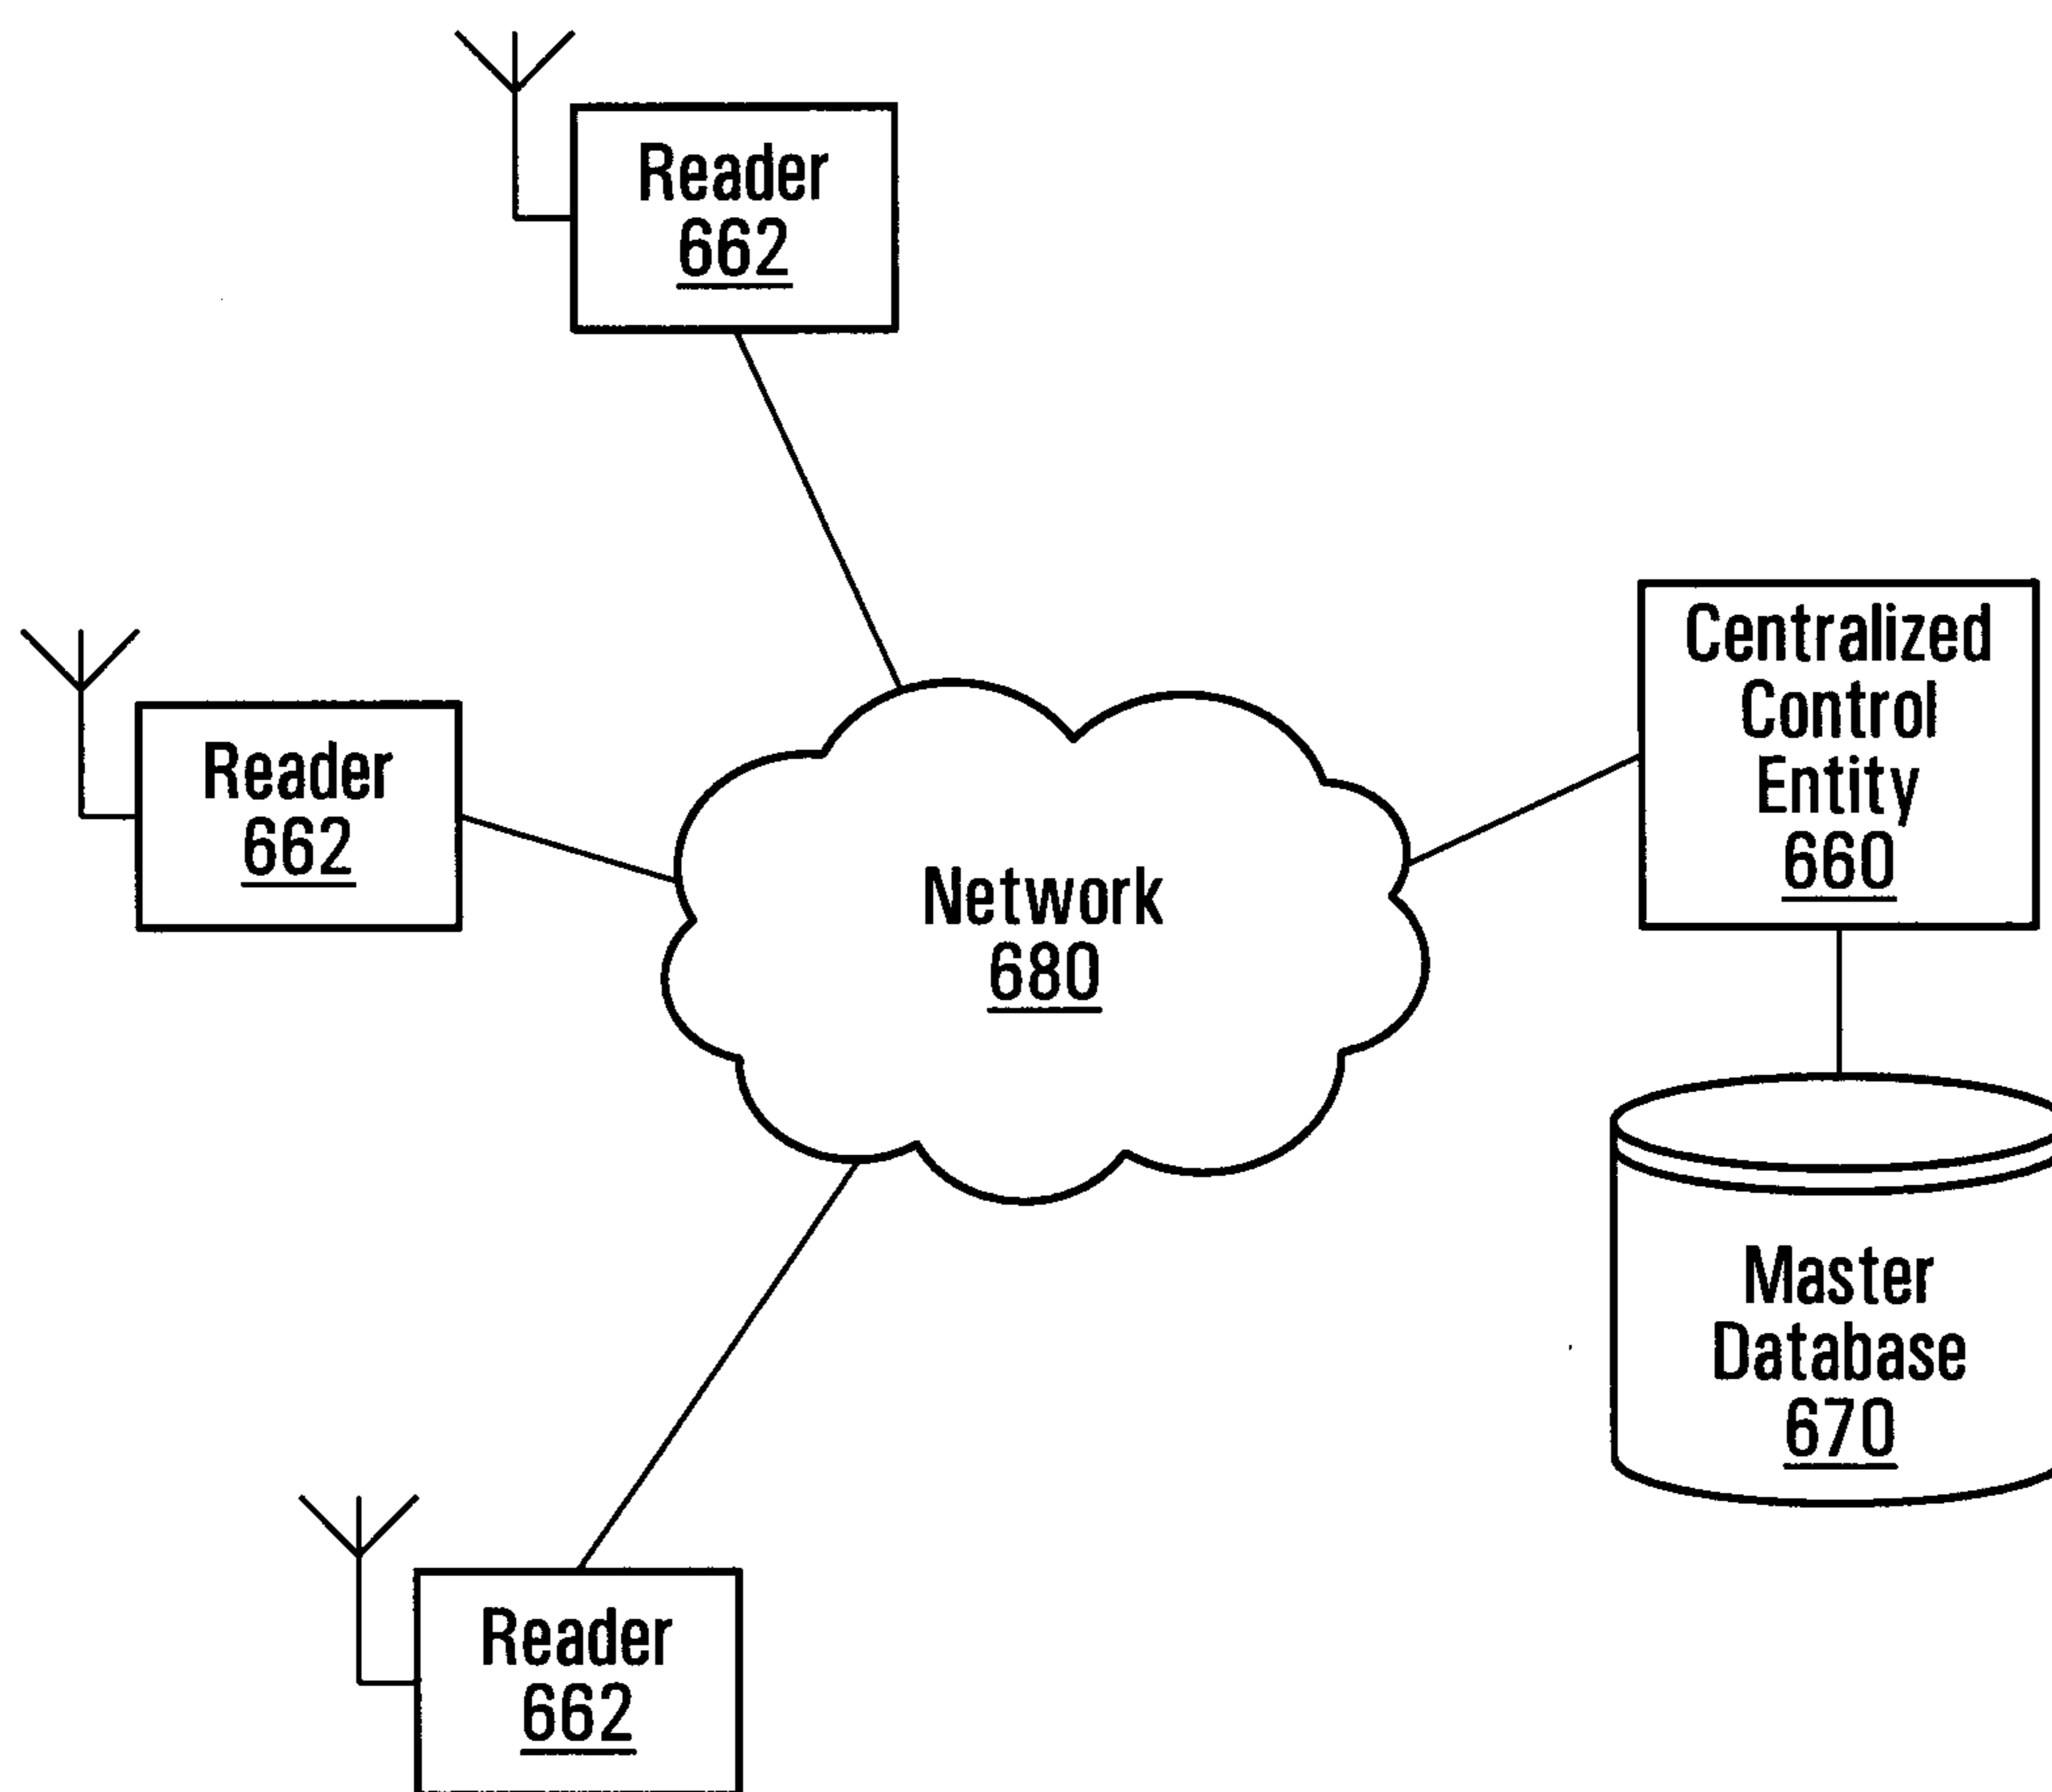 Reader
662
Reader
662
Network
680
Centralized
Control
Entity
660
Master
Database
670
Reader
662